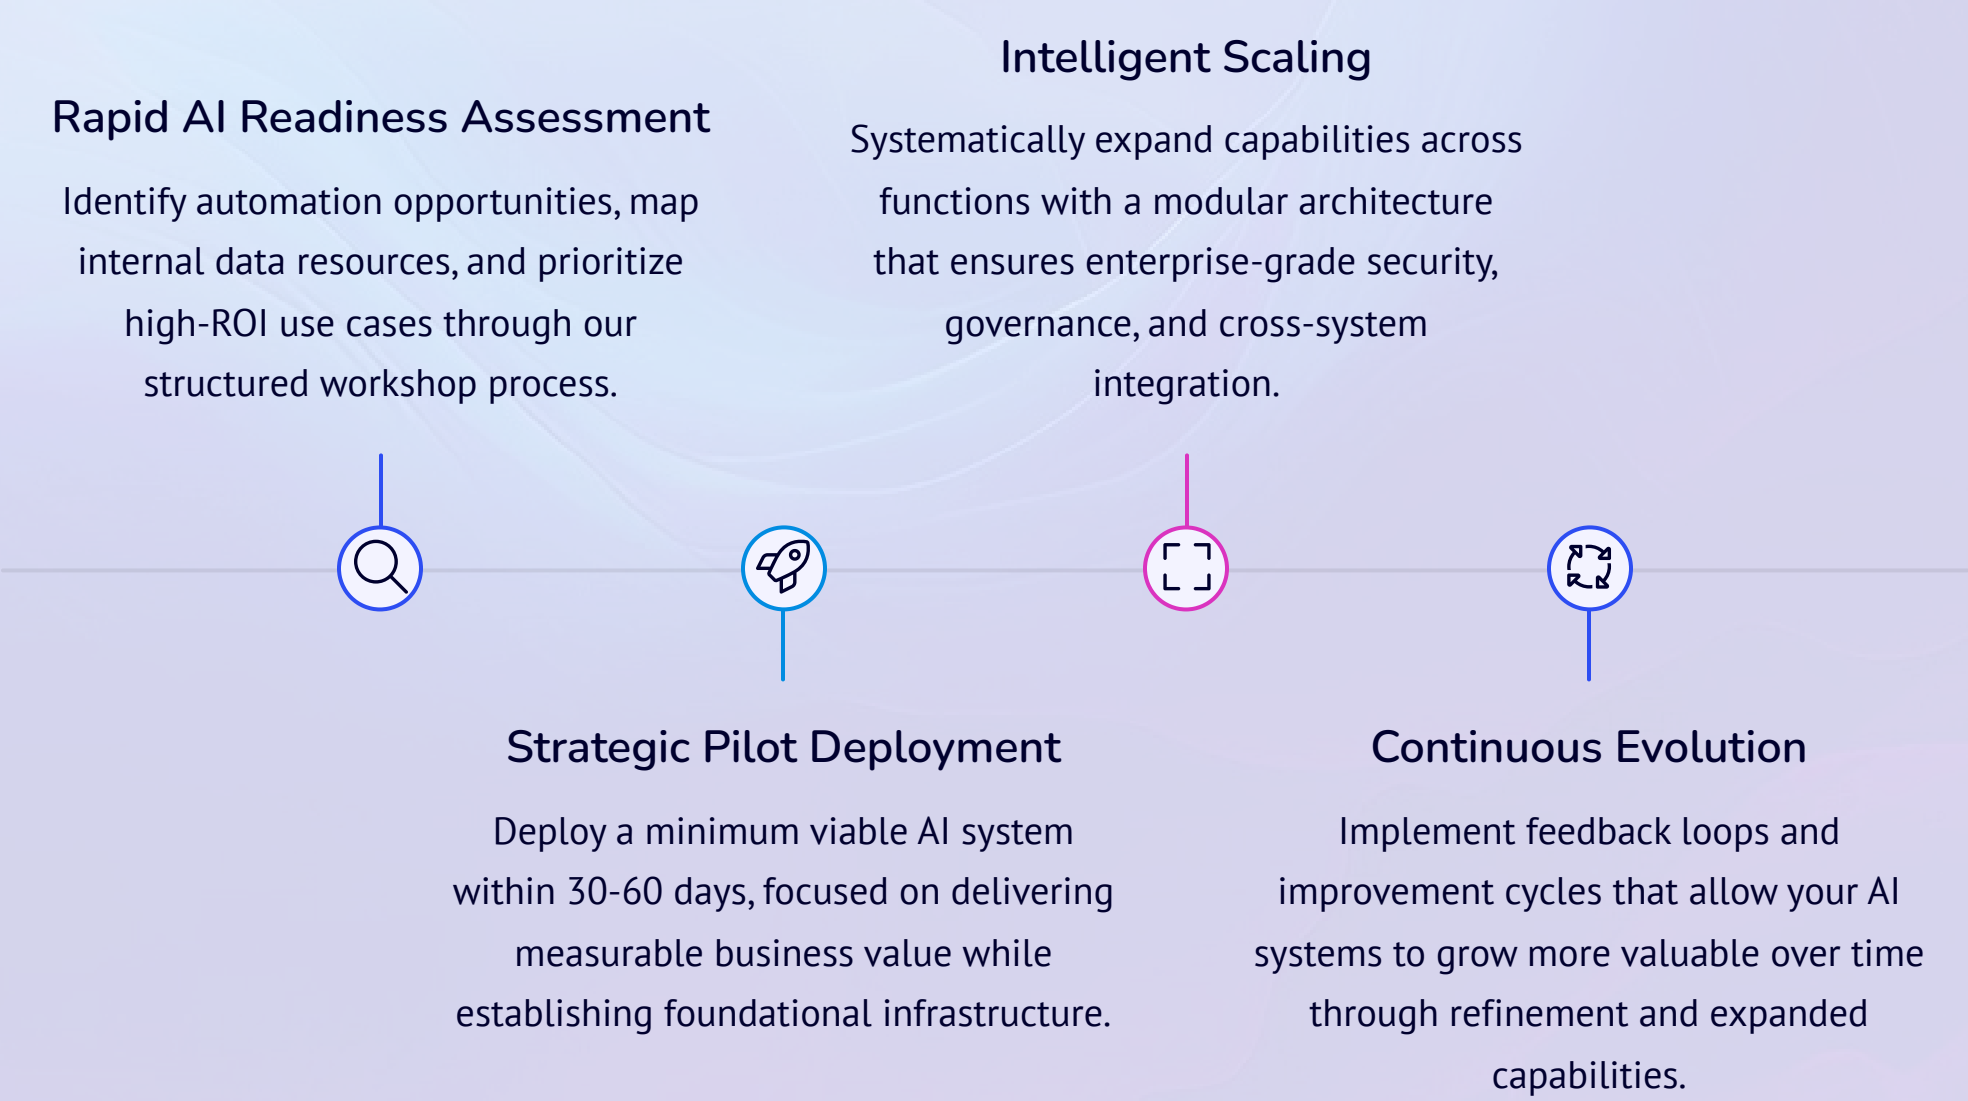 Rapid AI Readiness Assessment
Identify automation opportunities, map
internal data resources, and prioritize
high-ROI use cases through our
structured workshop process.
Strategic Pilot Deployment
Deploy a minimum viable AI system
within 30-60 days, focused on delivering
measurable business value while
establishing foundational infrastructure.
Intelligent Scaling
Systematically expand capabilities across
functions with a modular architecture
that ensures enterprise-grade security,
governance, and cross-system
integration.
Continuous Evolution
Implement feedback loops and
improvement cycles that allow your AI
systems to grow more valuable over time
through refinement and expanded
capabilities.